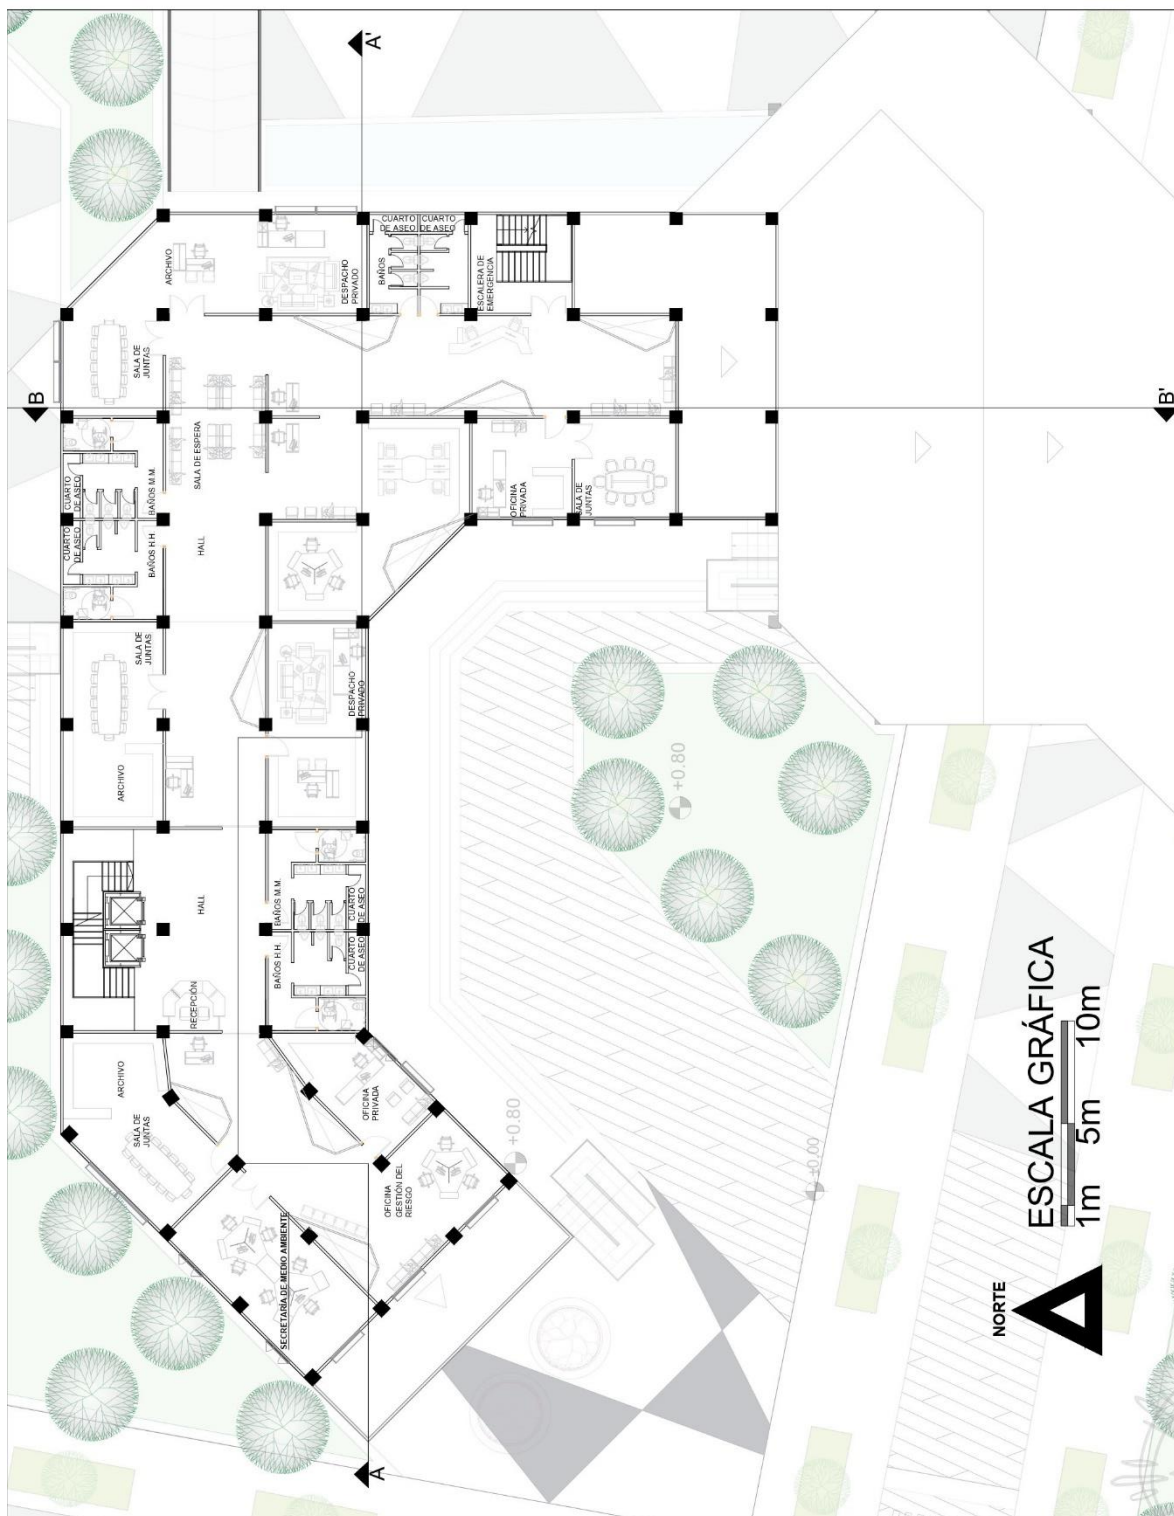 A'
B
ARCHIVO
DESPACHO
PRIVADO
CUARTO
DE ASEO
CUARTO
DE ASEO
BAÑOS
ESCALERA DE
EMERGENCIA
SALA DE
JUNTAS
B'
CUARTO
DE ASEO
BAÑOS M.M.
SALA DE ESPERA
OFICINA
PRIVADA
SALA DE
JUNTAS
CUARTO
DE ASEO
BAÑOS H.H.
HALL
SALA DE
JUNTAS
DESPACHO
PRIVADO
ARCHIVO
+0.80
HALL
BAÑOS M.M.
CUARTO
DE ASEO
BAÑOS H.H.
CUARTO
DE ASEO
RECEPCIÓN
ARCHIVO
SALA DE
JUNTAS
OFICINA
PRIVADA
+0.80
OFICINA
GESTIÓN DEL
RIESGO
+0.00
SECRETARÍA DE MEDIO AMBIENTE
A
ESCALA GRÁFICA
1m 5m 10m
NORTE